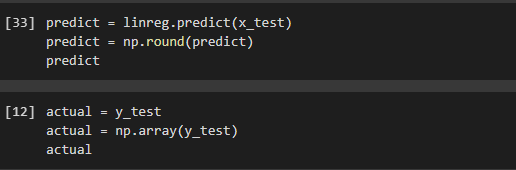 [33] predict = linreg.predict(x_test)
predict = np.round(predict)
predict
[12] actual = y_test
actual = np.array(y_test)
actual